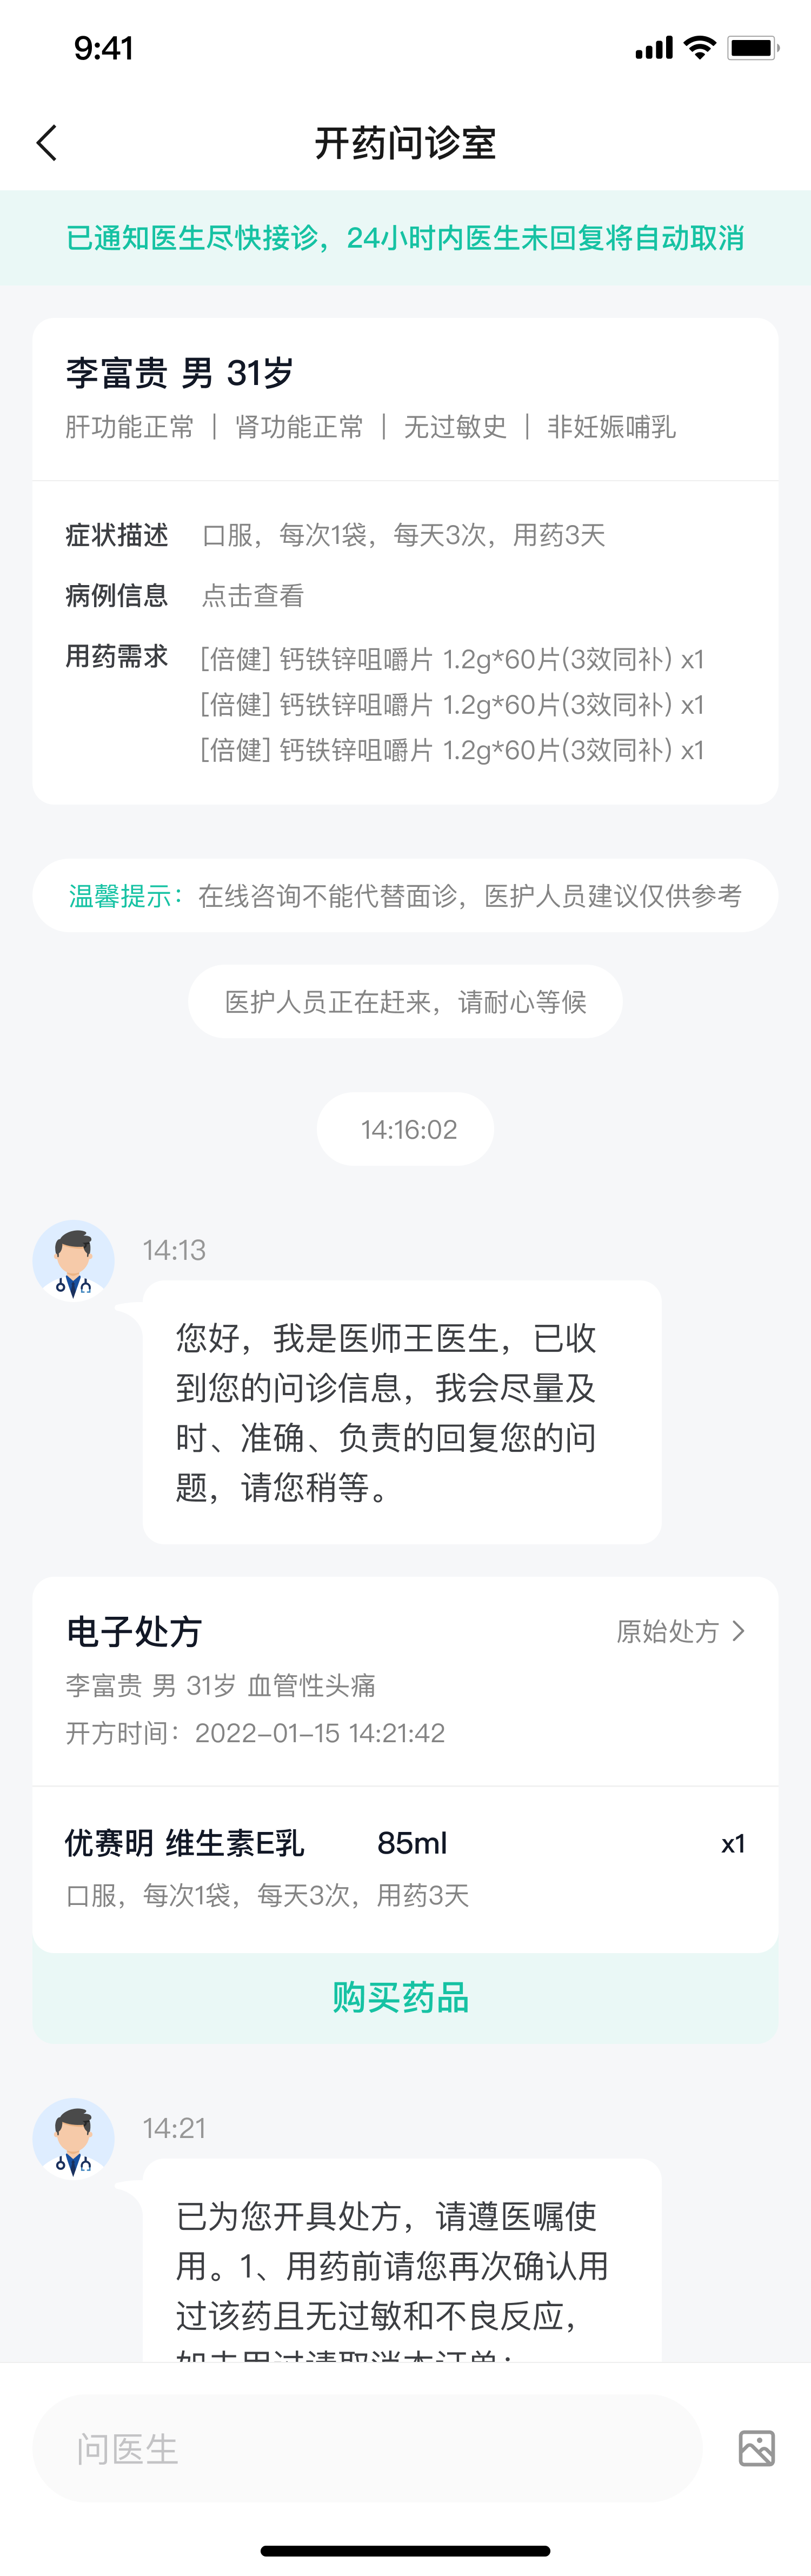 9:41
开药问诊室
已通知医生尽快接诊，24小时内医生未回复将自动取消
李富贵 男 31岁
肝功能正常 | 肾功能正常 | 无过敏史 | 非妊娠哺乳
症状描述 口服，每次1袋，每天3次，用药3天
病例信息 点击查看
用药需求 [倍健] 钙铁锌咀嚼片 1.2g*60片(3效同补) x1
[倍健] 钙铁锌咀嚼片 1.2g*60片(3效同补) x1
[倍健] 钙铁锌咀嚼片 1.2g*60片(3效同补) x1
温馨提示：在线咨询不能代替面诊，医护人员建议仅供参考
医护人员正在赶来，请耐心等候
14:16:02
14:13
您好，我是医师王医生，已收
到您的问诊信息，我会尽量及
时、准确、负责的回复您的问
题，请您稍等。
电子处方 原始处方
李富贵 男 31岁 血管性头痛
开方时间：2022-01-15 14:21:42
优赛明 维生素E乳 85ml x1
口服，每次1袋，每天3次，用药3天
购买药品
14:21
已为您开具处方，请遵医嘱使
用。1、用药前请您再次确认用
过该药且无过敏和不良反应，
如未用过请取消本订单；
问医生